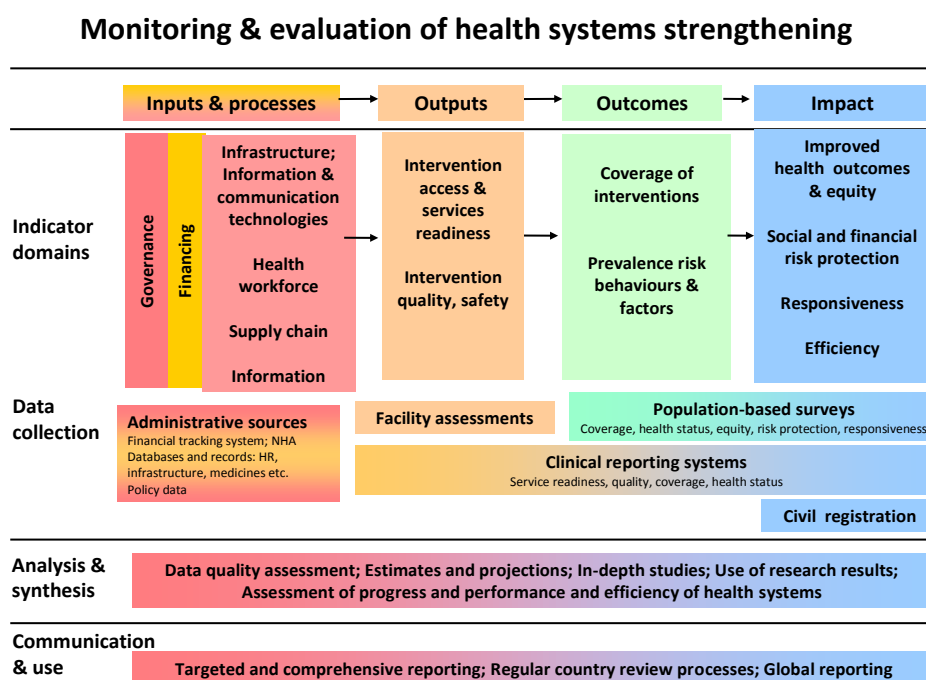 Monitoring & evaluation of health systems strengthening
Inputs & processes
Outputs
Outcomes
Impact
Indicator
domains
Governance
Financing
Infrastructure;
Information &
communication
technologies
Health
workforce
Supply chain
Information
Intervention
access &
services
readiness
Intervention
quality, safety
Coverage of
interventions
Prevalence risk
behaviours &
factors
Improved
health outcomes
& equity
Social and financial
risk protection
Responsiveness
Efficiency
Data
collection
Administrative sources
Financial tracking system; NHA
Databases and records: HR,
infrastructure, medicines etc.
Policy data
Facility assessments
Population-based surveys
Coverage, health status, equity, risk protection, responsiveness
Clinical reporting systems
Service readiness, quality, coverage, health status
Civil registration
Analysis &
synthesis
Data quality assessment; Estimates and projections; In-depth studies; Use of research results;
Assessment of progress and performance and efficiency of health systems
Communication
& use
Targeted and comprehensive reporting; Regular country review processes; Global reporting